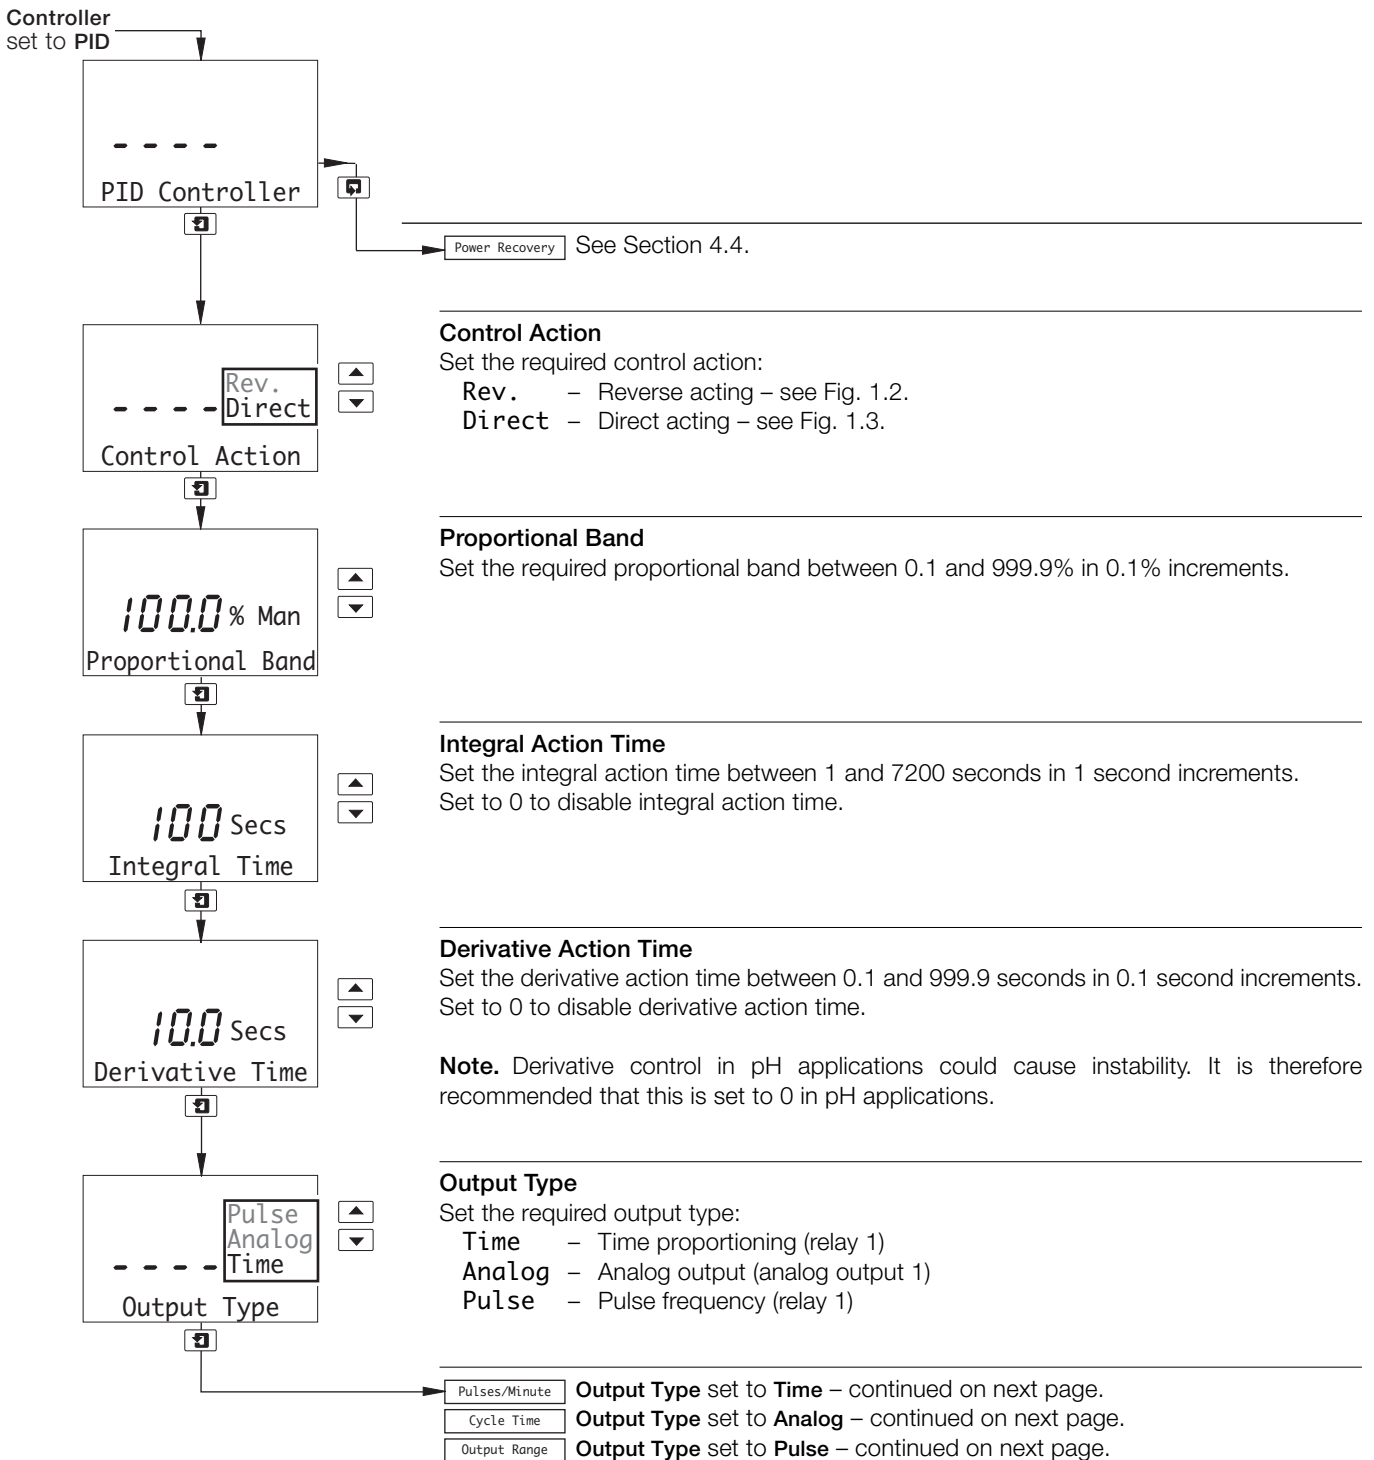 Controller
set to PID
- - - -
PID Controller
Power Recovery See Section 4.4.
Control Action
Set the required control action:
Rev. – Reverse acting – see Fig. 1.2.
Direct – Direct acting – see Fig. 1.3.
Rev.
- - - - Direct
Control Action
Proportional Band
Set the required proportional band between 0.1 and 999.9% in 0.1% increments.
100.0 % Man
Proportional Band
Integral Action Time
Set the integral action time between 1 and 7200 seconds in 1 second increments.
Set to 0 to disable integral action time.
100 Secs
Integral Time
Derivative Action Time
Set the derivative action time between 0.1 and 999.9 seconds in 0.1 second increments.
Set to 0 to disable derivative action time.
10.0 Secs
Derivative Time
Note. Derivative control in pH applications could cause instability. It is therefore
recommended that this is set to 0 in pH applications.
Output Type
Set the required output type:
Time – Time proportioning (relay 1)
Analog – Analog output (analog output 1)
Pulse – Pulse frequency (relay 1)
Pulse
Analog
- - - - Time
Output Type
Pulses/Minute Output Type set to Time – continued on next page.
Cycle Time Output Type set to Analog – continued on next page.
Output Range Output Type set to Pulse – continued on next page.